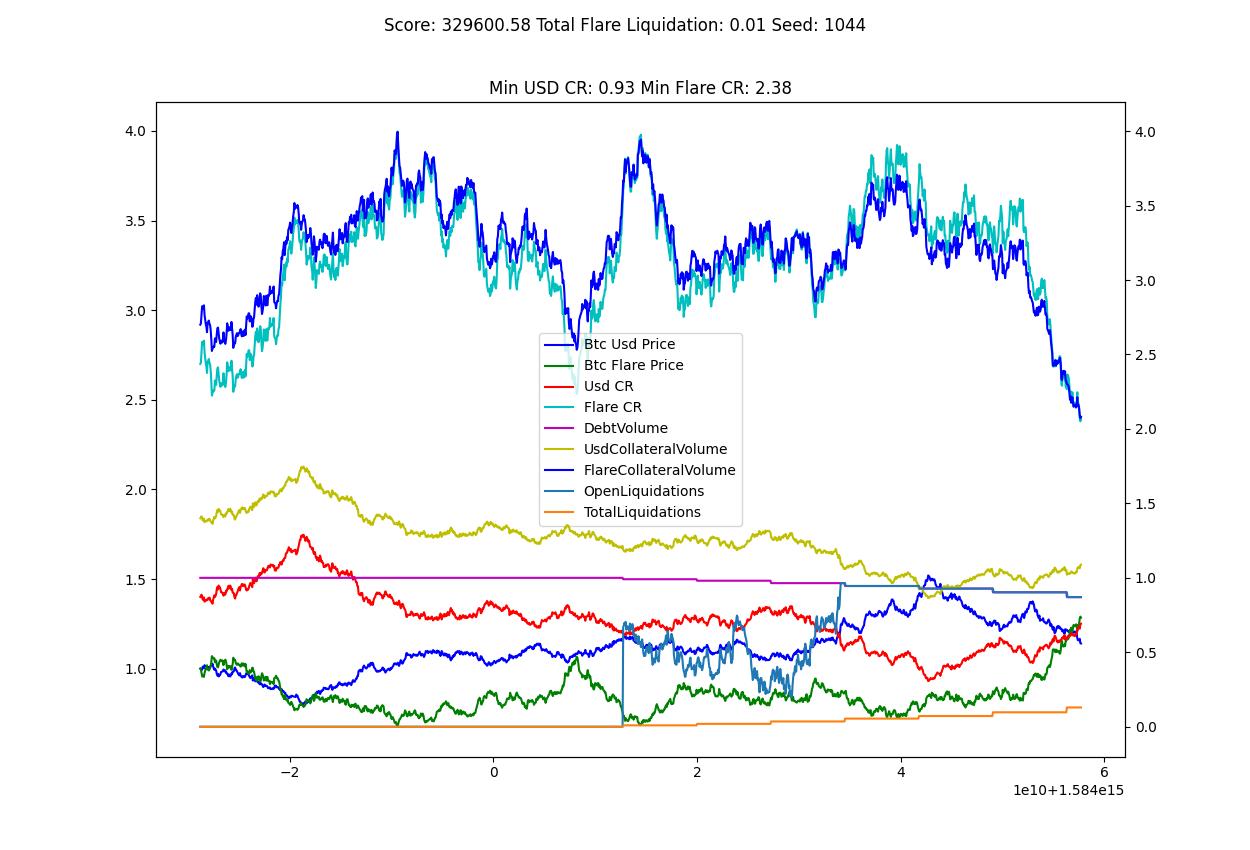 Score: 329600.58 Total Flare Liquidation: 0.01 Seed: 1044
Min USD CR: 0.93 Min Flare CR: 2.38
4.0
3.5
3.0
2.5
2.0
1.5
1.0
4.0
3.5
3.0
2.5
2.0
1.5
1.0
0.5
0.0
Btc Usd Price
Btc Flare Price
Usd CR
Flare CR
DebtVolume
UsdCollateralVolume
FlareCollateralVolume
OpenLiquidations
TotalLiquidations
−2 0 2 4 6
1e10+1.584e15